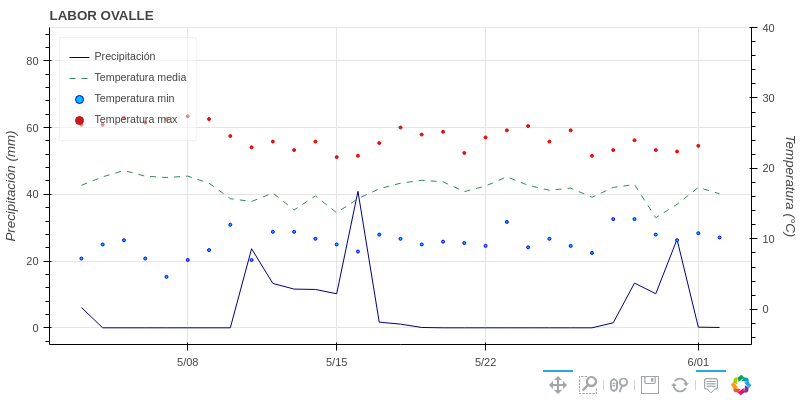 LABOR OVALLE
Precipitación
Temperatura media
Temperatura min
Temperatura max
Precipitación (mm)
80
60
40
20
0
Temperatura (°C)
40
30
20
10
0
5/08
5/15
5/22
6/01